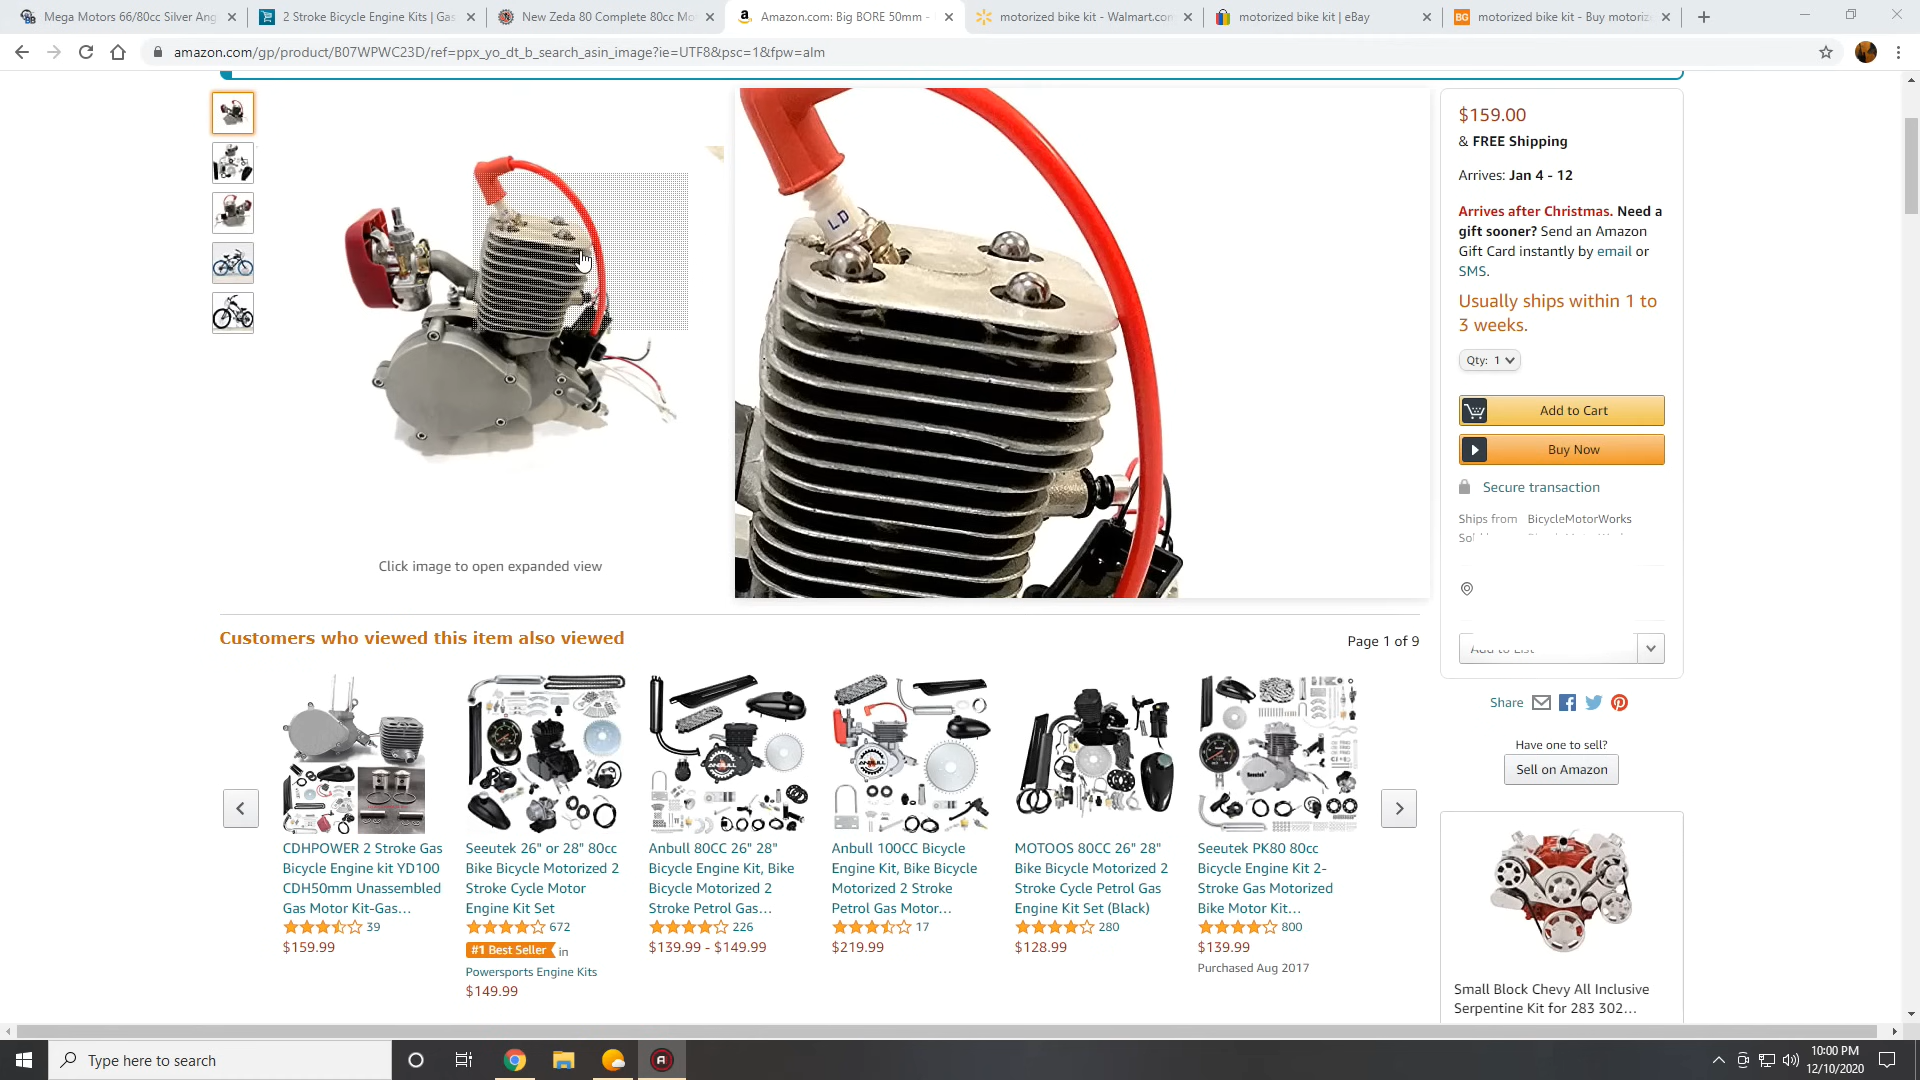 Mega Motors 66/80cc Silver Ang
2 Stroke Bicycle Engine Kits | Gas
New Zeda 80 Complete 80cc Mo
Amazon.com: Big BORE 50mm -
motorized bike kit - Walmart.com
motorized bike kit | eBay
motorized bike kit - Buy motoriz
amazon.com/gp/product/B07WPWC23D/ref=ppx_yo_dt_b_search_asin_image?ie=UTF8&psc=1&fpw=alm
LD
Click image to open expanded view
$159.00
& FREE Shipping
Arrives: Jan 4 - 12
Arrives after Christmas. Need a
gift sooner? Send an Amazon
Gift Card instantly by email or
SMS.
Usually ships within 1 to
3 weeks.
Qty: 1
Add to Cart
Buy Now
Secure transaction
Ships from BicycleMotorWorks
Add to List
Share
Have one to sell?
Sell on Amazon
Customers who viewed this item also viewed
Page 1 of 9
CDHPOWER 2 Stroke Gas
Bicycle Engine kit YD100
CDH50mm Unassembled
Gas Motor Kit-Gas...
39
$159.99
Seeutek 26" or 28" 80cc
Bike Bicycle Motorized 2
Stroke Cycle Motor
Engine Kit Set
672
#1 Best Seller in
Powersports Engine Kits
$149.99
Anbull 80CC 26" 28"
Bicycle Engine Kit, Bike
Bicycle Motorized 2
Stroke Petrol Gas...
226
$139.99 - $149.99
Anbull 100CC Bicycle
Engine Kit, Bike Bicycle
Motorized 2 Stroke
Petrol Gas Motor...
17
$219.99
MOTOOS 80CC 26" 28"
Bike Bicycle Motorized 2
Stroke Cycle Petrol Gas
Engine Kit Set (Black)
280
$128.99
Seeutek PK80 80cc
Bicycle Engine Kit 2-
Stroke Gas Motorized
Bike Motor Kit...
800
$139.99
Purchased Aug 2017
Small Block Chevy All Inclusive
Serpentine Kit for 283 302...
Type here to search
10:00 PM
12/10/2020